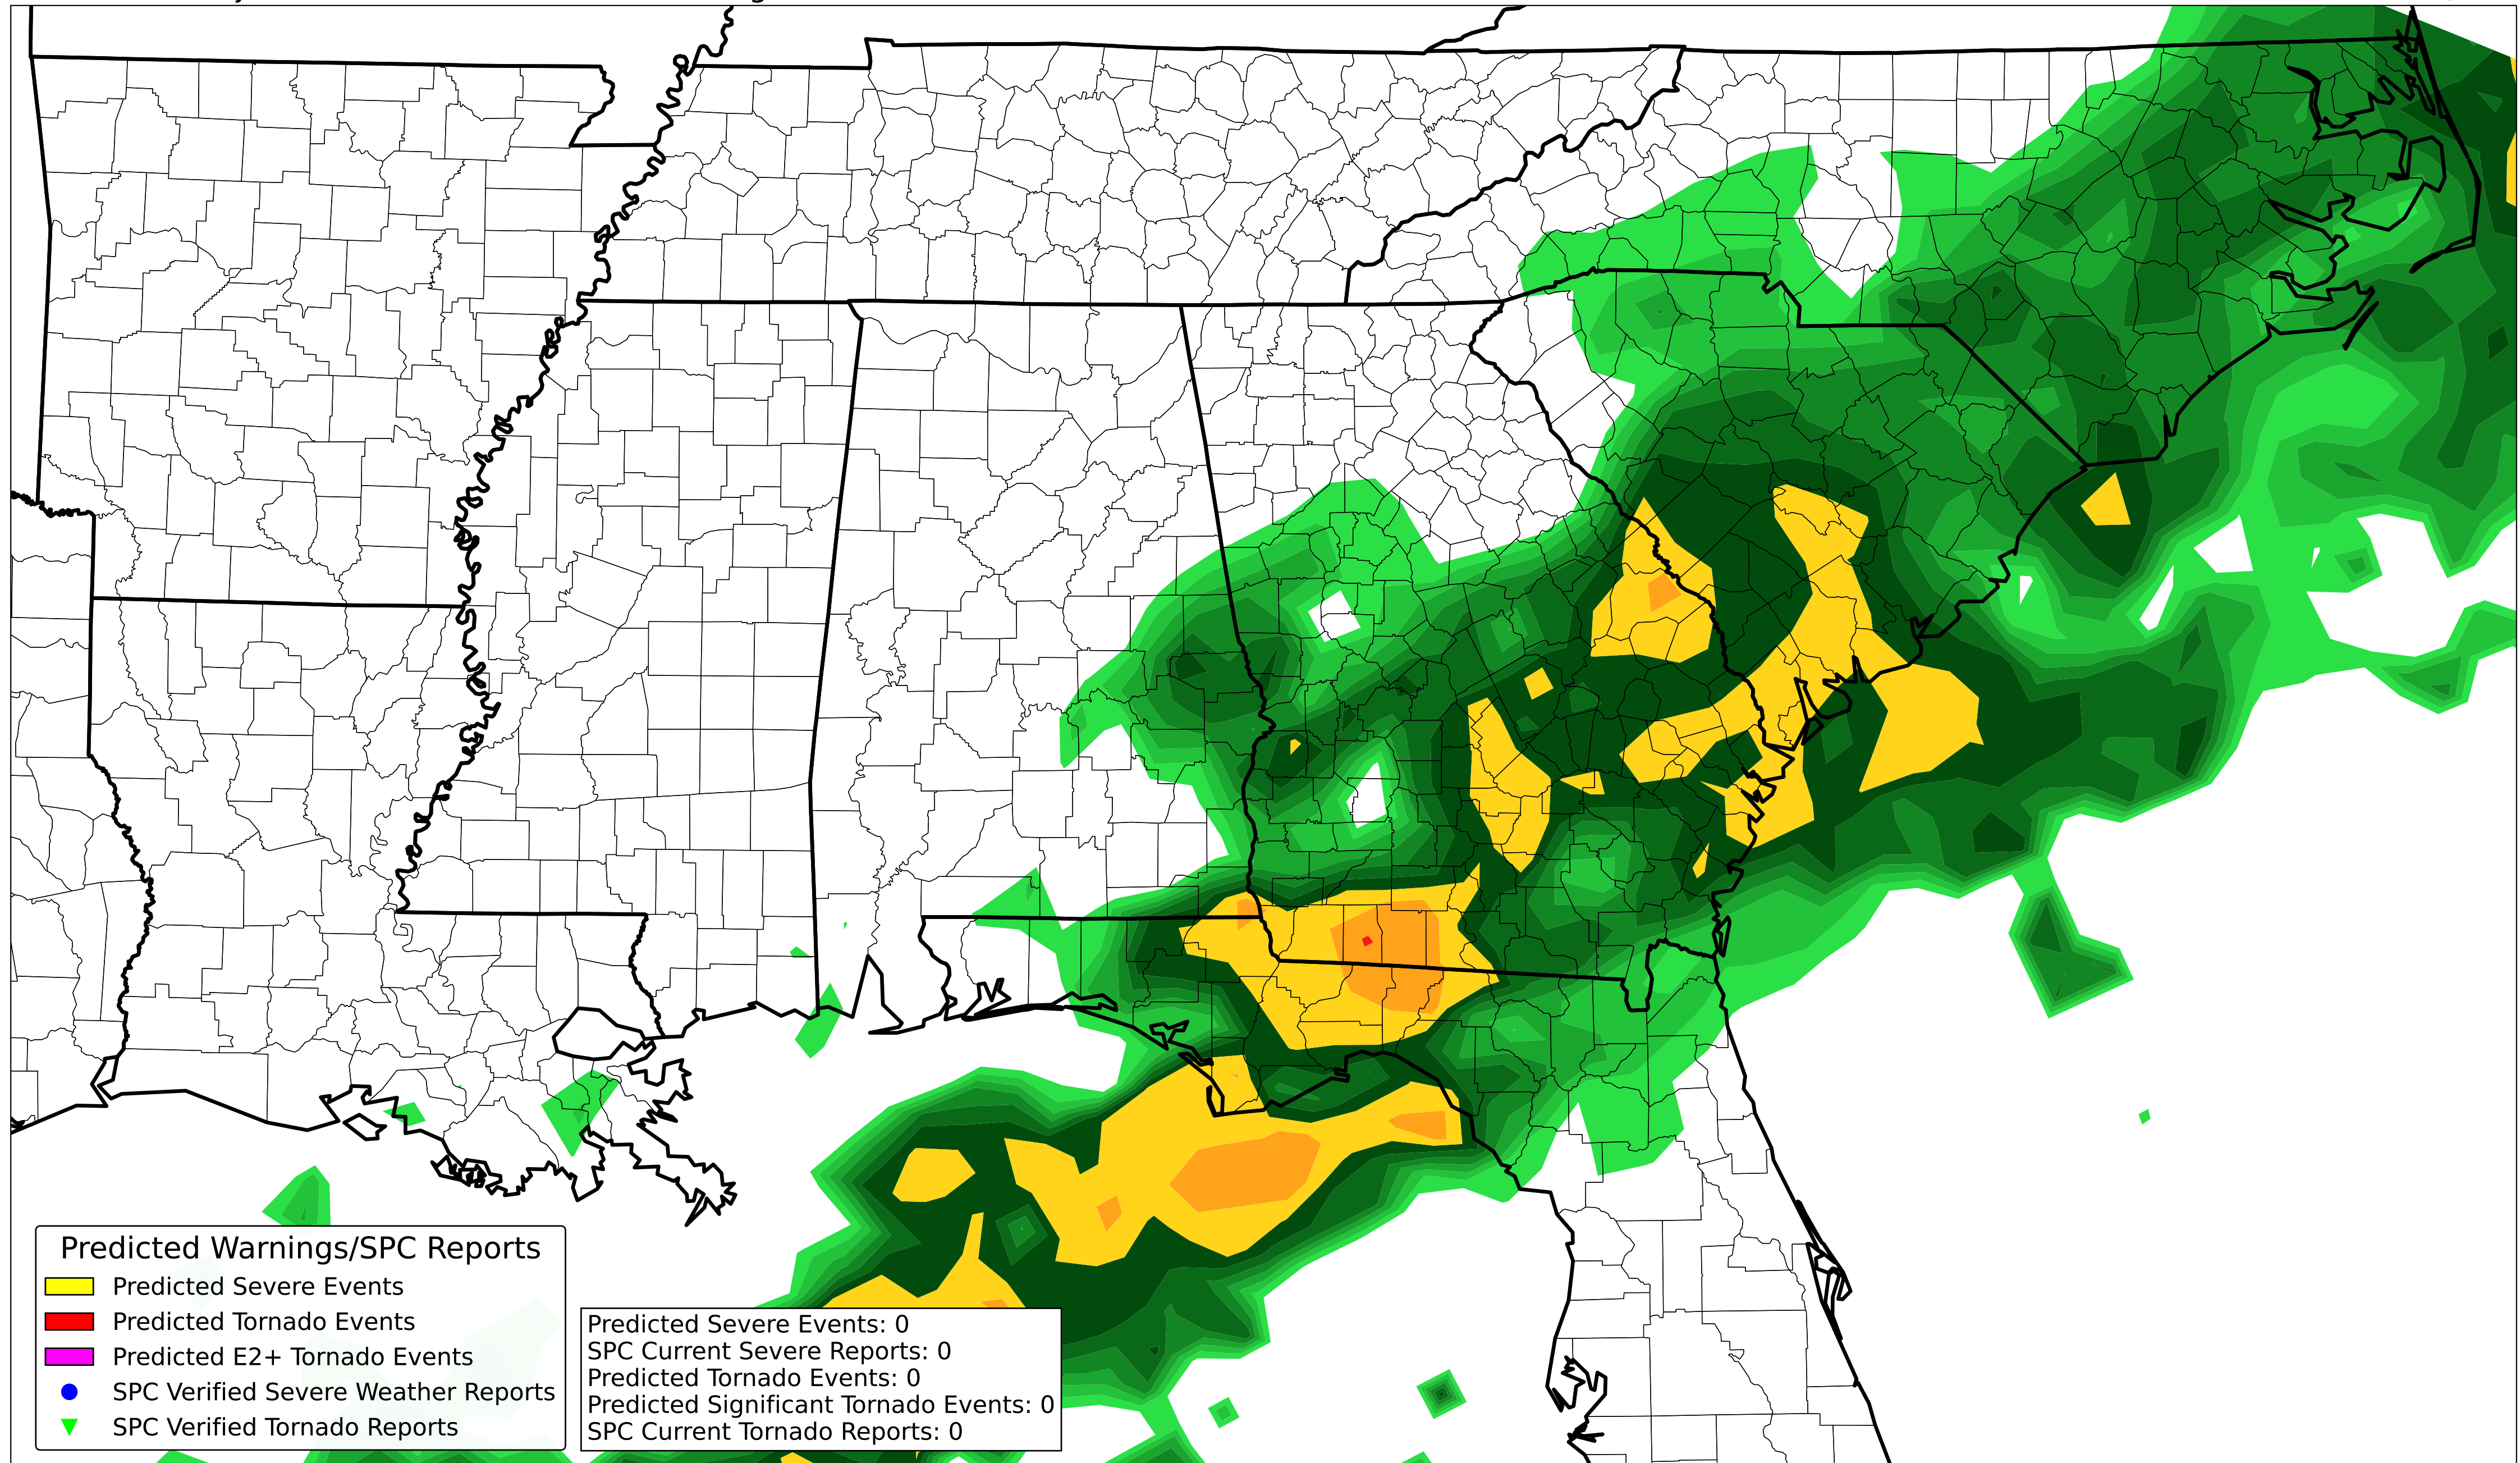 Predicted Warnings/SPC Reports
Predicted Severe Events
Predicted Tornado Events
Predicted E2+ Tornado Events
SPC Verified Severe Weather Reports
SPC Verified Tornado Reports
Predicted Severe Events: 0
SPC Current Severe Reports: 0
Predicted Tornado Events: 0
Predicted Significant Tornado Events: 0
SPC Current Tornado Reports: 0